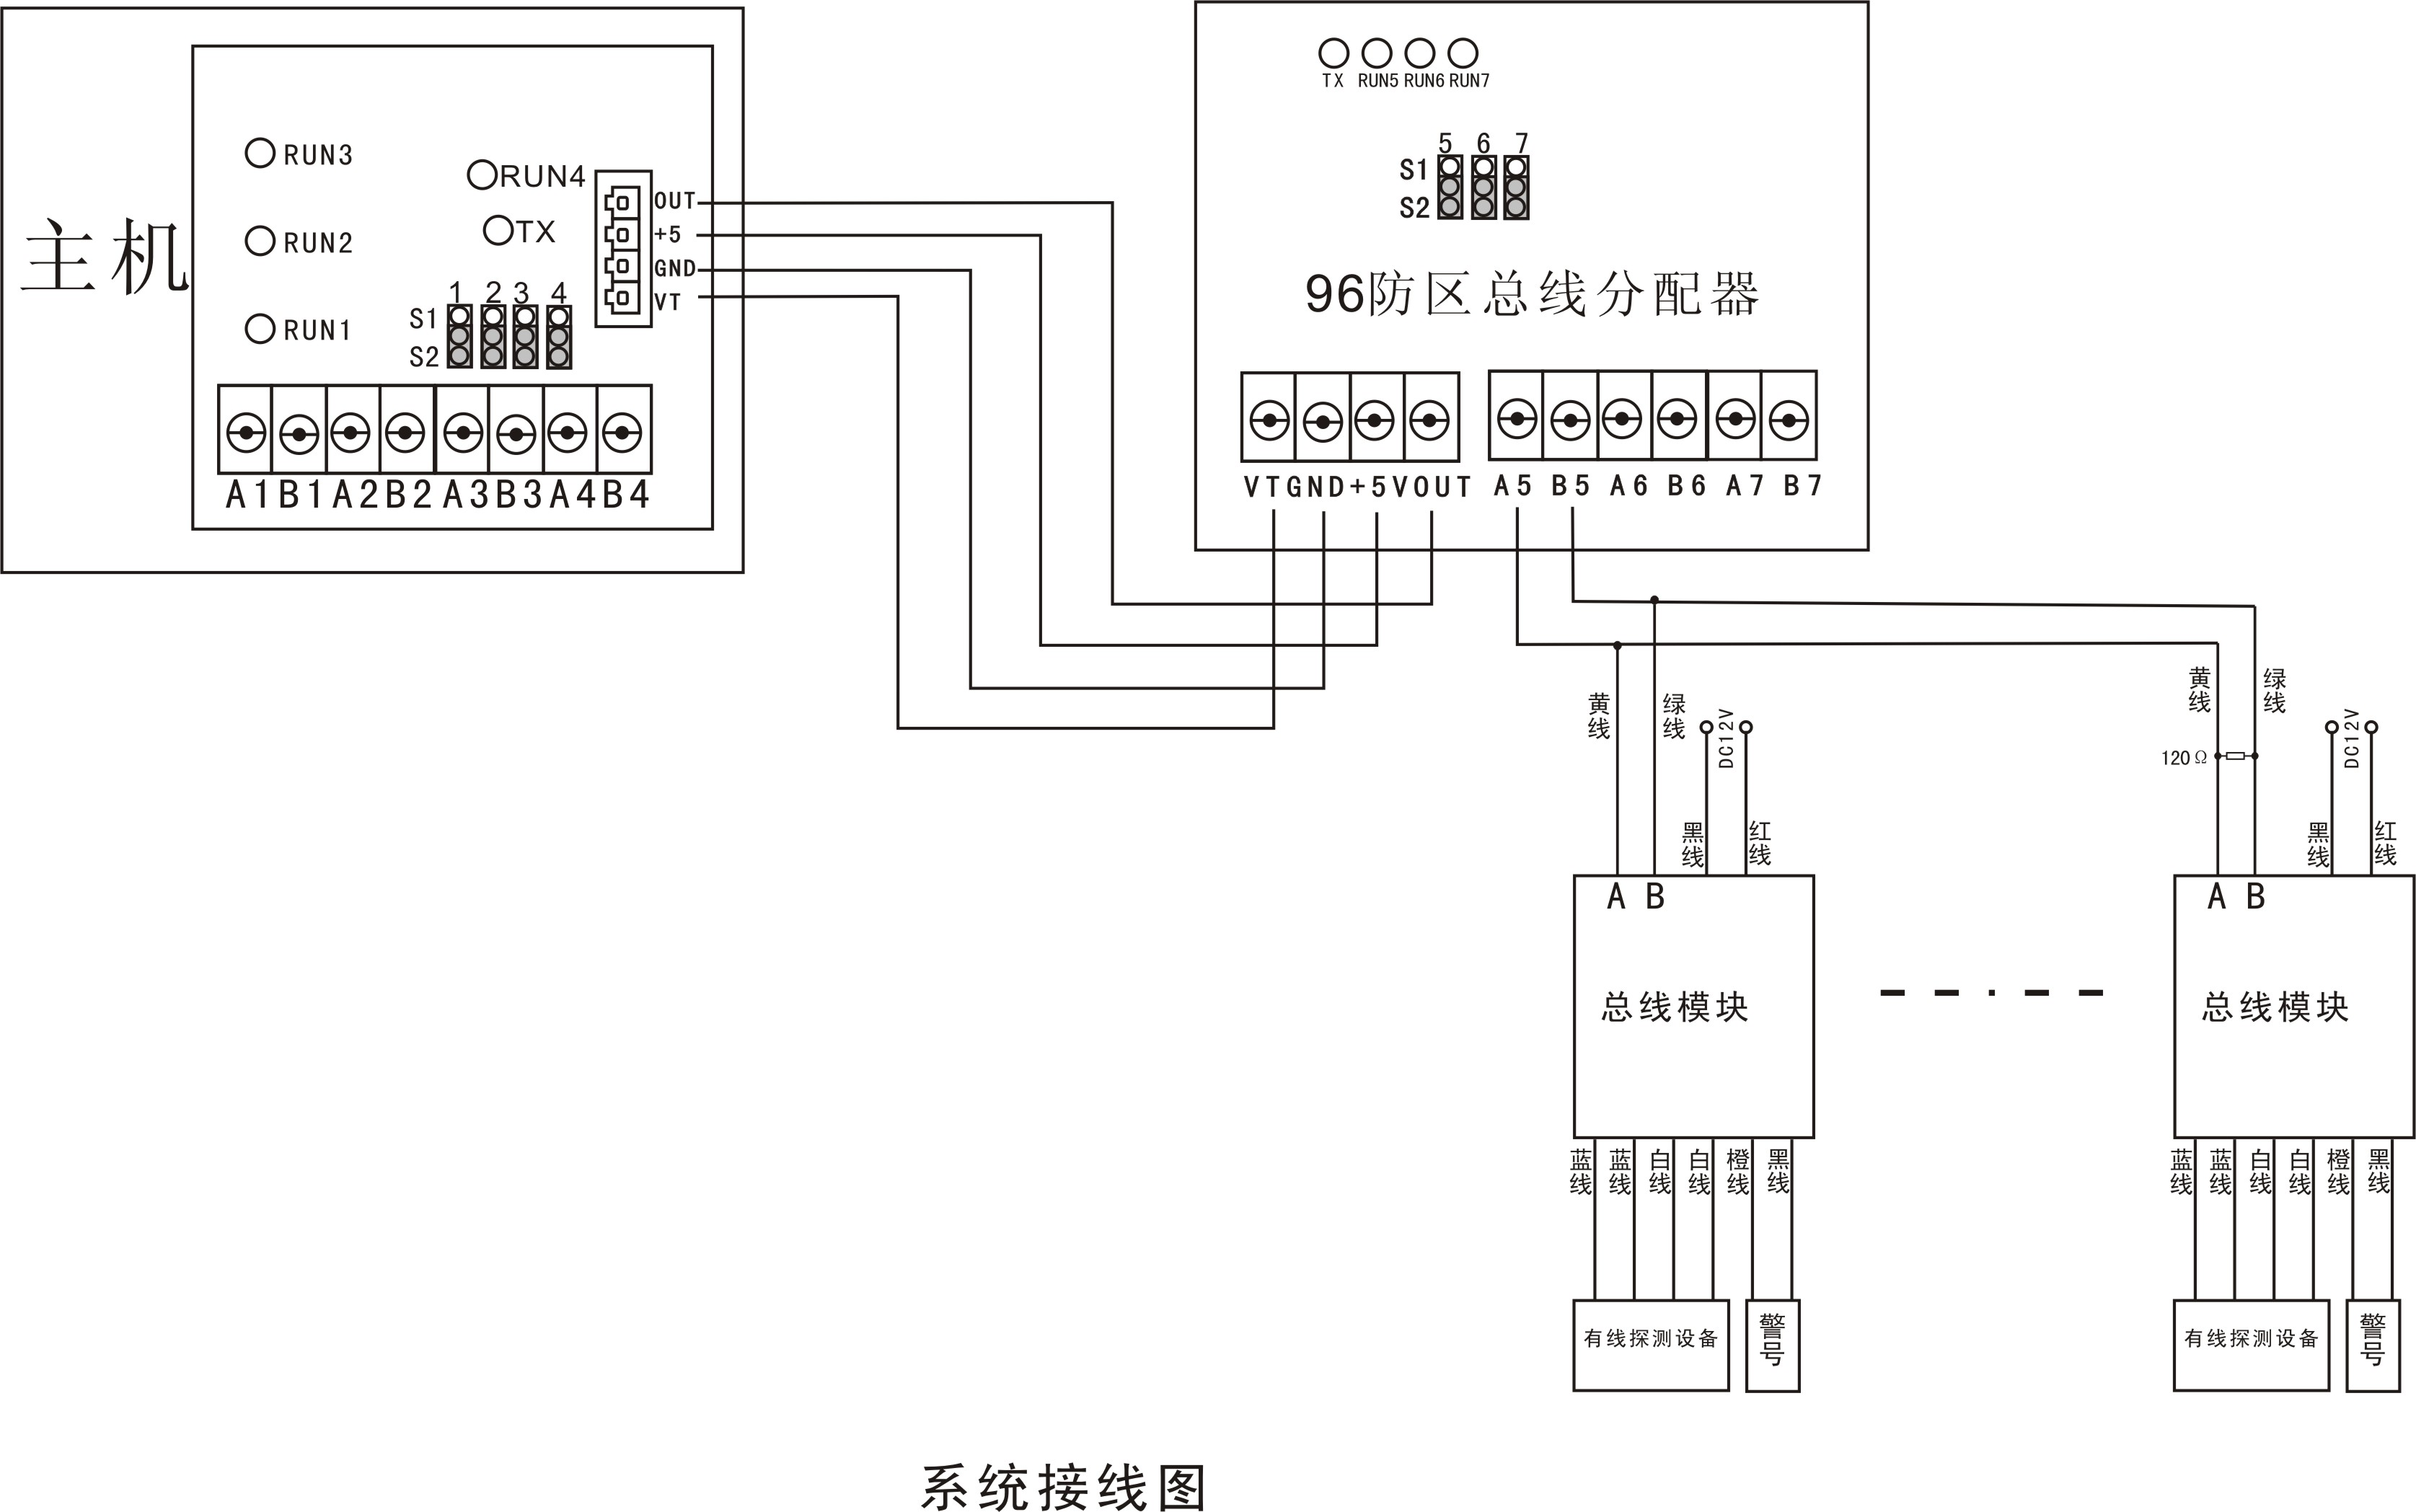 主机
RUN3
RUN2
RUN1
RUN4
TX
OUT
+5
GND
VT
1 2 3 4
S1
S2
A1B1A2B2A3B3A4B4
TX RUN5 RUN6 RUN7
5 6 7
S1
S2
96防区总线分配器
VTGND+5VOUT
A5 B5 A6 B6 A7 B7
黄线
绿线
DC12V
黑线
红线
A B
总线模块
蓝线
蓝线
白线
白线
橙线
黑线
有线探测设备
警号
黄线
绿线
120Ω
DC12V
黑线
红线
A B
总线模块
蓝线
蓝线
白线
白线
橙线
黑线
有线探测设备
警号
系统接线图